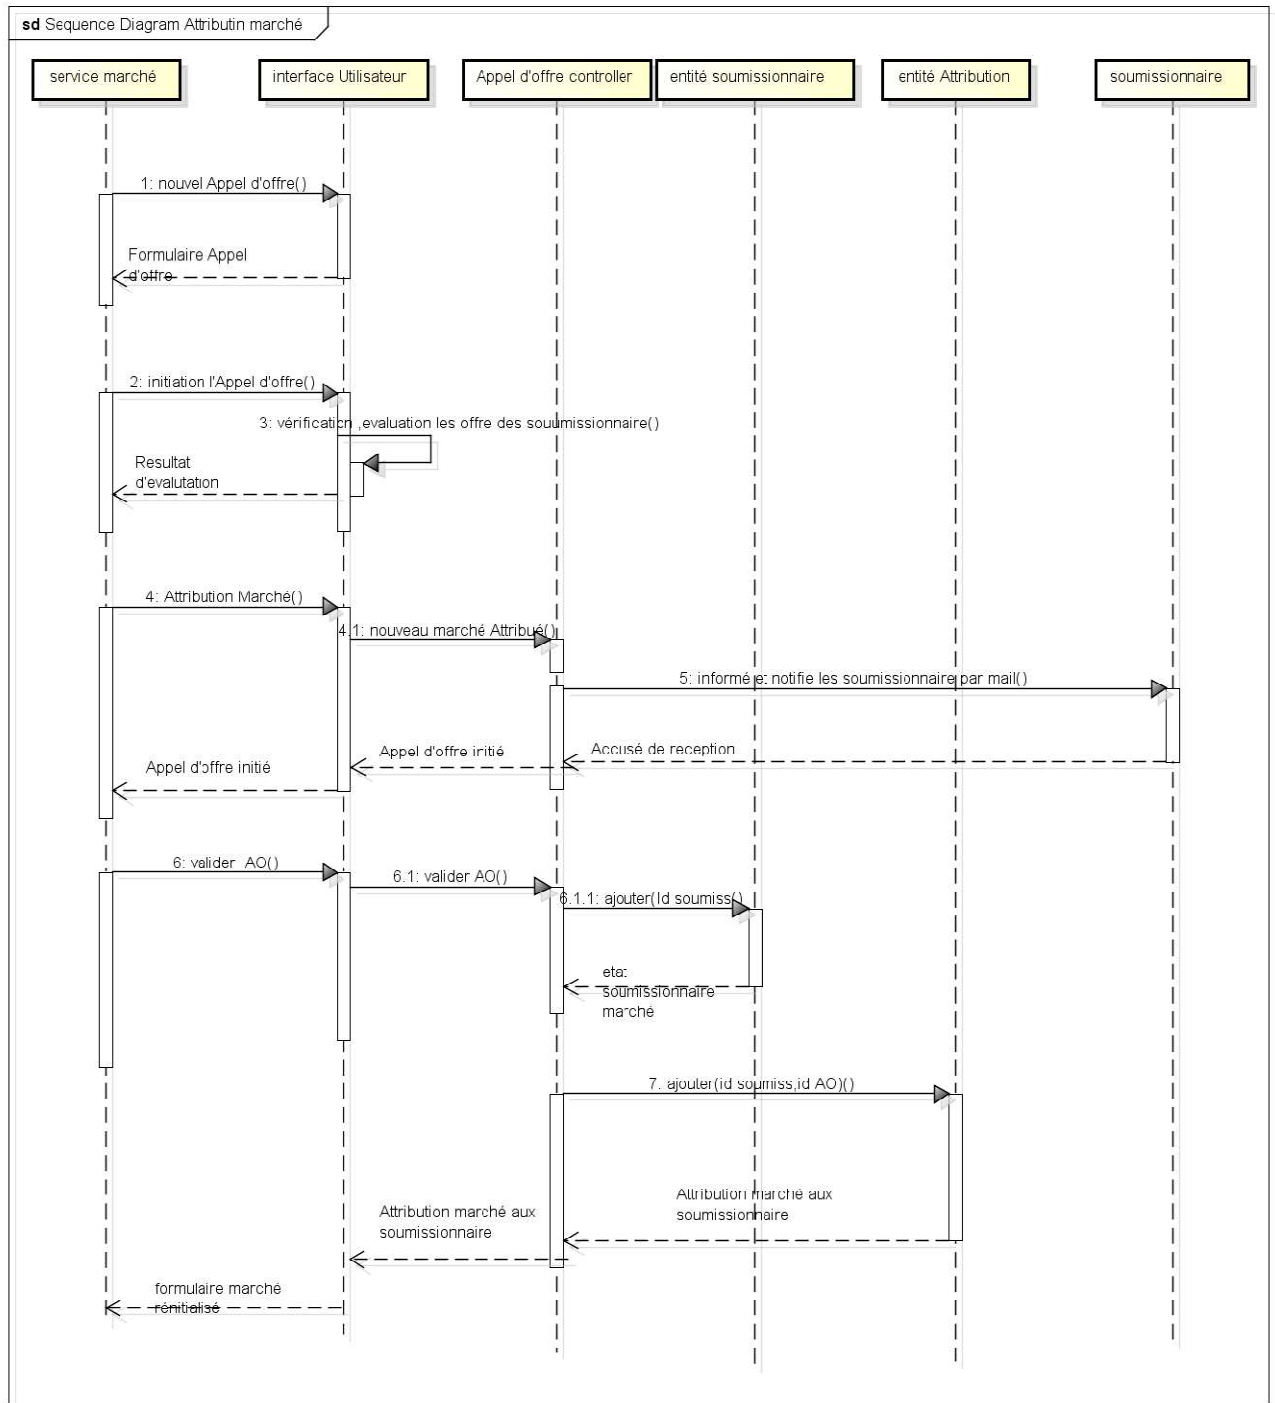 sd Sequence Diagram Attributin marché
service marché
interface Utilisateur
Appel d'offre controller
entité soumissionnaire
entité Attribution
soumissionnaire
1: nouvel Appel d'offre()
Formulaire Appel
d'offre
2: initiation l'Appel d'offre()
3: vérification ,evaluation les offre des souumissionnaire()
Resultat
d'evalutation
4: Attribution Marché()
4.1: nouveau marché Attribué()
5: informé et notifie les soumissionnaire par mail()
Appel d'offre initié
Accusé de reception
Appel d'offre initié
6: valider AO()
6.1: valider AO()
6.1.1: ajouter(Id soumiss()
etat
soumissionnaire
marché
7: ajouter(id soumiss,id AO)()
Attribution marché aux
soumissionnaire
Attribution marché aux
soumissionnaire
formulaire marché
rénitialisé